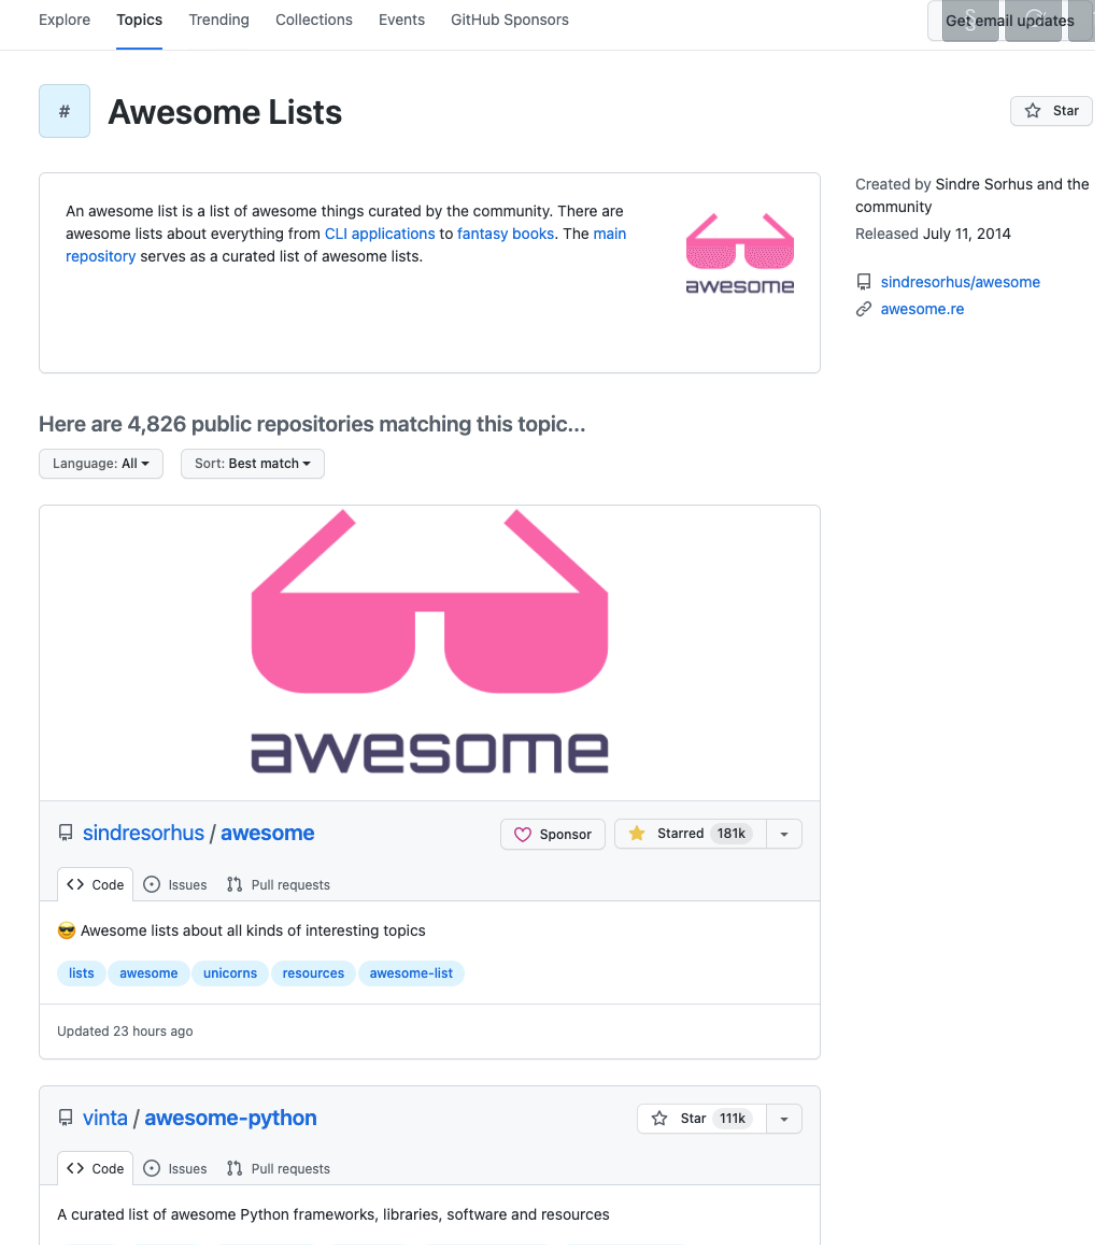 Explore Topics Trending Collections Events GitHub Sponsors Get email updates
# Awesome Lists
Star
An awesome list is a list of awesome things curated by the community. There are
awesome lists about everything from CLI applications to fantasy books. The main
repository serves as a curated list of awesome lists.
awesome
Created by Sindre Sorhus and the
community
Released July 11, 2014
sindresorhus/awesome
awesome.re
Here are 4,826 public repositories matching this topic...
Language: All Sort: Best match
awesome
sindresorhus / awesome
Sponsor Starred 181k
Code Issues Pull requests
😎 Awesome lists about all kinds of interesting topics
lists awesome unicorns resources awesome-list
Updated 23 hours ago
vinta / awesome-python
Star 111k
Code Issues Pull requests
A curated list of awesome Python frameworks, libraries, software and resources